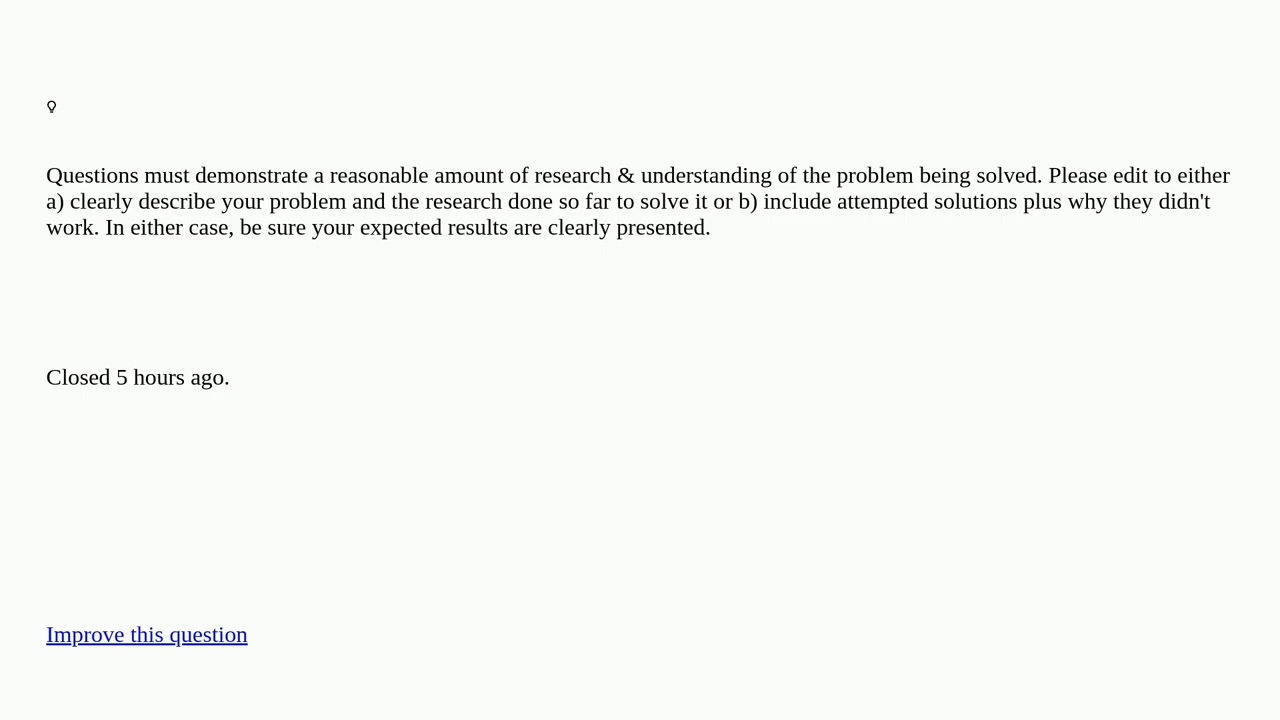 Questions must demonstrate a reasonable amount of research & understanding of the problem being solved. Please edit to either
a) clearly describe your problem and the research done so far to solve it or b) include attempted solutions plus why they didn't
work. In either case, be sure your expected results are clearly presented.
Closed 5 hours ago.
Improve this question